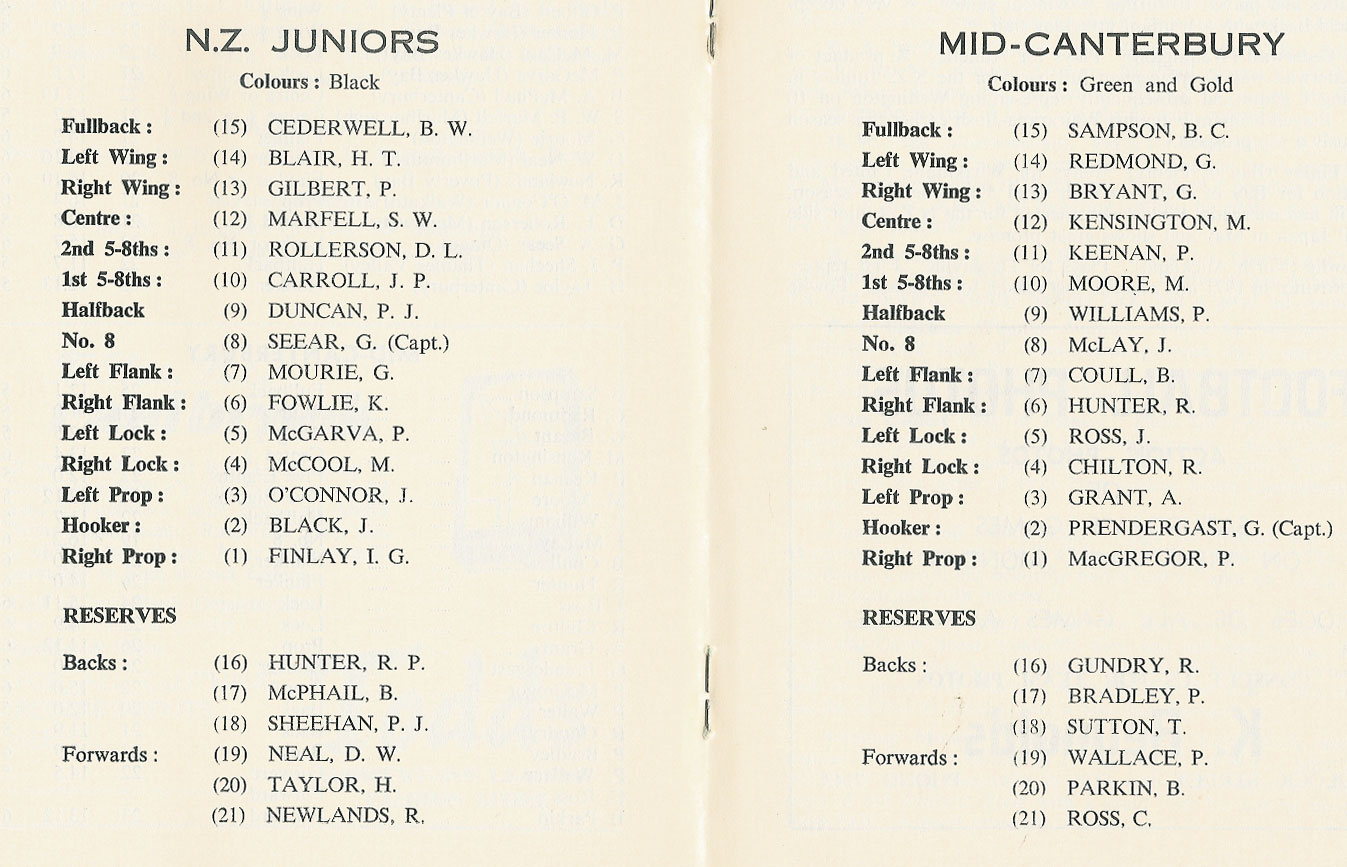 N.Z. JUNIORS
Colours : Black
Fullback : (15) CEDERWELL, B. W.
Left Wing : (14) BLAIR, H. T.
Right Wing : (13) GILBERT, P.
Centre : (12) MARFELL, S. W.
2nd 5-8ths : (11) ROLLERSON, D. L.
1st 5-8ths : (10) CARROLL, J. P.
Halfback (9) DUNCAN, P. J.
No. 8 (8) SEEAR, G. (Capt.)
Left Flank : (7) MOURIE, G.
Right Flank : (6) FOWLIE, K.
Left Lock : (5) McGARVA, P.
Right Lock : (4) McCOOL, M.
Left Prop : (3) O'CONNOR, J.
Hooker : (2) BLACK, J.
Right Prop : (1) FINLAY, I. G.
RESERVES
Backs : (16) HUNTER, R. P.
(17) McPHAIL, B.
(18) SHEEHAN, P. J.
Forwards : (19) NEAL, D. W.
(20) TAYLOR, H.
(21) NEWLANDS, R.
MID-CANTERBURY
Colours : Green and Gold
Fullback : (15) SAMPSON, B. C.
Left Wing : (14) REDMOND, G.
Right Wing : (13) BRYANT, G.
Centre : (12) KENSINGTON, M.
2nd 5-8ths : (11) KEENAN, P.
1st 5-8ths : (10) MOORE, M.
Halfback (9) WILLIAMS, P.
No. 8 (8) McLAY, J.
Left Flank : (7) COULL, B.
Right Flank : (6) HUNTER, R.
Left Lock : (5) ROSS, J.
Right Lock : (4) CHILTON, R.
Left Prop : (3) GRANT, A.
Hooker : (2) PRENDERGAST, G. (Capt.)
Right Prop : (1) MacGREGOR, P.
RESERVES
Backs : (16) GUNDRY, R.
(17) BRADLEY, P.
(18) SUTTON, T.
Forwards : (19) WALLACE, P.
(20) PARKIN, B.
(21) ROSS, C.